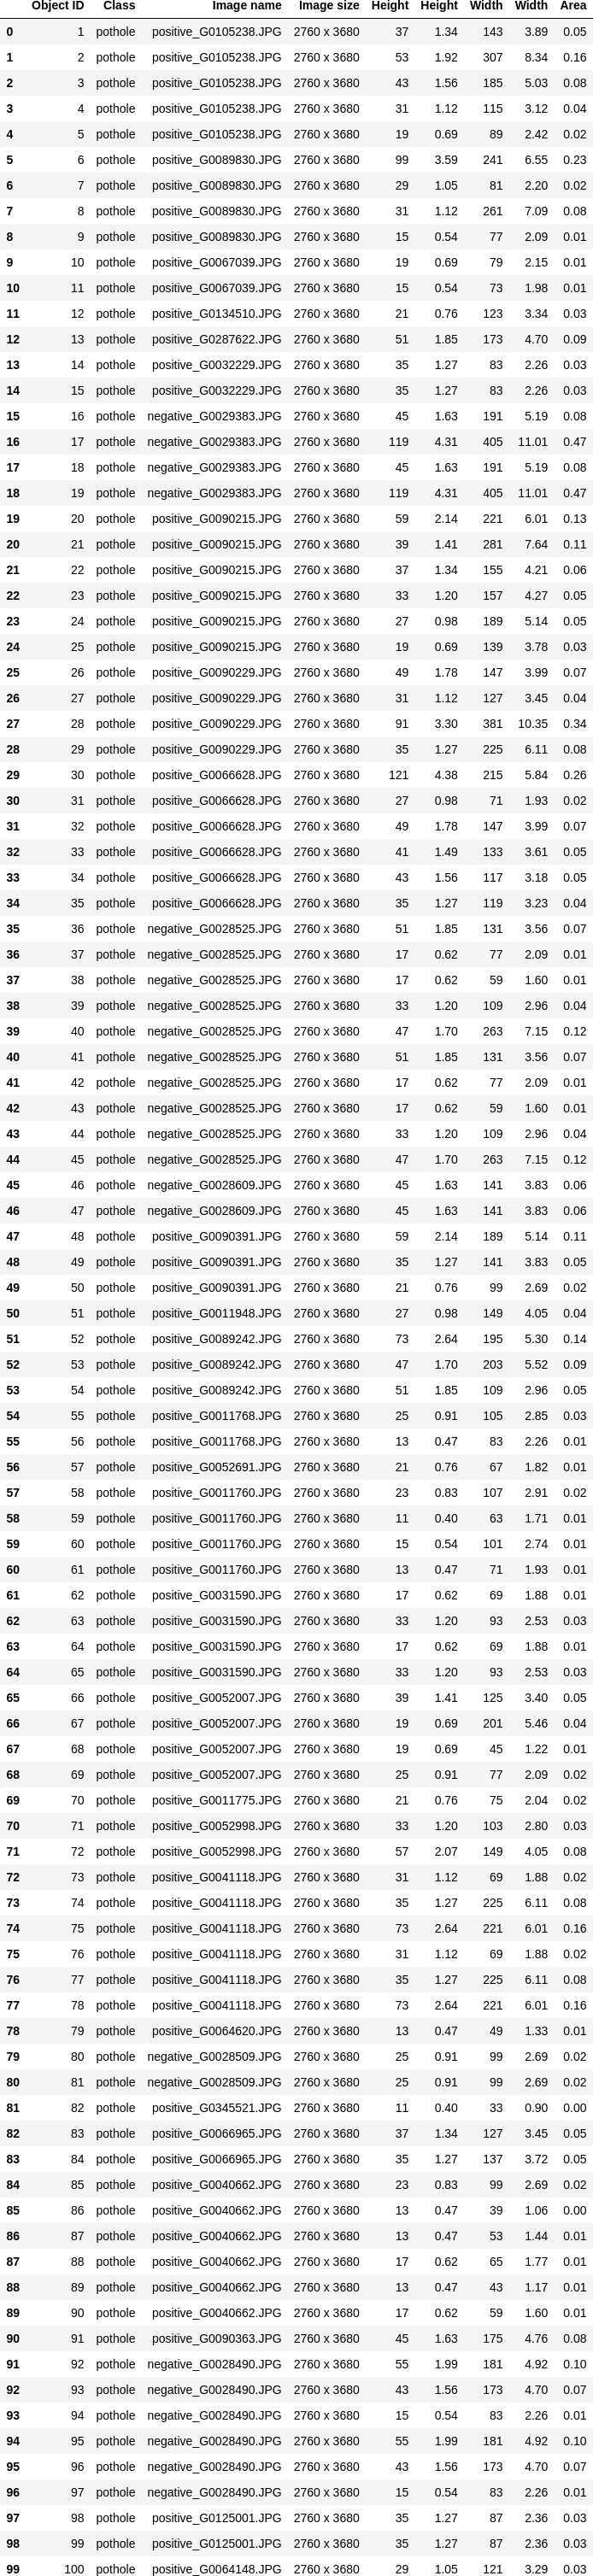 Object ID Class Image name Image size Height Height Width Width Area
0 1 pothole positive_G0105238.JPG 2760 x 3680 37 1.34 143 3.89 0.05
1 2 pothole positive_G0105238.JPG 2760 x 3680 53 1.92 307 8.34 0.16
2 3 pothole positive_G0105238.JPG 2760 x 3680 43 1.56 185 5.03 0.08
3 4 pothole positive_G0105238.JPG 2760 x 3680 31 1.12 115 3.12 0.04
4 5 pothole positive_G0105238.JPG 2760 x 3680 19 0.69 89 2.42 0.02
5 6 pothole positive_G0089830.JPG 2760 x 3680 99 3.59 241 6.55 0.23
6 7 pothole positive_G0089830.JPG 2760 x 3680 29 1.05 81 2.20 0.02
7 8 pothole positive_G0089830.JPG 2760 x 3680 31 1.12 261 7.09 0.08
8 9 pothole positive_G0089830.JPG 2760 x 3680 15 0.54 77 2.09 0.01
9 10 pothole positive_G0067039.JPG 2760 x 3680 19 0.69 79 2.15 0.01
10 11 pothole positive_G0067039.JPG 2760 x 3680 15 0.54 73 1.98 0.01
11 12 pothole positive_G0134510.JPG 2760 x 3680 21 0.76 123 3.34 0.03
12 13 pothole positive_G0287622.JPG 2760 x 3680 51 1.85 173 4.70 0.09
13 14 pothole positive_G0032229.JPG 2760 x 3680 35 1.27 83 2.26 0.03
14 15 pothole positive_G0032229.JPG 2760 x 3680 35 1.27 83 2.26 0.03
15 16 pothole negative_G0029383.JPG 2760 x 3680 45 1.63 191 5.19 0.08
16 17 pothole negative_G0029383.JPG 2760 x 3680 119 4.31 405 11.01 0.47
17 18 pothole negative_G0029383.JPG 2760 x 3680 45 1.63 191 5.19 0.08
18 19 pothole negative_G0029383.JPG 2760 x 3680 119 4.31 405 11.01 0.47
19 20 pothole positive_G0090215.JPG 2760 x 3680 59 2.14 221 6.01 0.13
20 21 pothole positive_G0090215.JPG 2760 x 3680 39 1.41 281 7.64 0.11
21 22 pothole positive_G0090215.JPG 2760 x 3680 37 1.34 155 4.21 0.06
22 23 pothole positive_G0090215.JPG 2760 x 3680 33 1.20 157 4.27 0.05
23 24 pothole positive_G0090215.JPG 2760 x 3680 27 0.98 189 5.14 0.05
24 25 pothole positive_G0090215.JPG 2760 x 3680 19 0.69 139 3.78 0.03
25 26 pothole positive_G0090229.JPG 2760 x 3680 49 1.78 147 3.99 0.07
26 27 pothole positive_G0090229.JPG 2760 x 3680 31 1.12 127 3.45 0.04
27 28 pothole positive_G0090229.JPG 2760 x 3680 91 3.30 381 10.35 0.34
28 29 pothole positive_G0090229.JPG 2760 x 3680 35 1.27 225 6.11 0.08
29 30 pothole positive_G0066628.JPG 2760 x 3680 121 4.38 215 5.84 0.26
30 31 pothole positive_G0066628.JPG 2760 x 3680 27 0.98 71 1.93 0.02
31 32 pothole positive_G0066628.JPG 2760 x 3680 49 1.78 147 3.99 0.07
32 33 pothole positive_G0066628.JPG 2760 x 3680 41 1.49 133 3.61 0.05
33 34 pothole positive_G0066628.JPG 2760 x 3680 43 1.56 117 3.18 0.05
34 35 pothole positive_G0066628.JPG 2760 x 3680 35 1.27 119 3.23 0.04
35 36 pothole negative_G0028525.JPG 2760 x 3680 51 1.85 131 3.56 0.07
36 37 pothole negative_G0028525.JPG 2760 x 3680 17 0.62 77 2.09 0.01
37 38 pothole negative_G0028525.JPG 2760 x 3680 17 0.62 59 1.60 0.01
38 39 pothole negative_G0028525.JPG 2760 x 3680 33 1.20 109 2.96 0.04
39 40 pothole negative_G0028525.JPG 2760 x 3680 47 1.70 263 7.15 0.12
40 41 pothole negative_G0028525.JPG 2760 x 3680 51 1.85 131 3.56 0.07
41 42 pothole negative_G0028525.JPG 2760 x 3680 17 0.62 77 2.09 0.01
42 43 pothole negative_G0028525.JPG 2760 x 3680 17 0.62 59 1.60 0.01
43 44 pothole negative_G0028525.JPG 2760 x 3680 33 1.20 109 2.96 0.04
44 45 pothole negative_G0028525.JPG 2760 x 3680 47 1.70 263 7.15 0.12
45 46 pothole negative_G0028609.JPG 2760 x 3680 45 1.63 141 3.83 0.06
46 47 pothole negative_G0028609.JPG 2760 x 3680 45 1.63 141 3.83 0.06
47 48 pothole positive_G0090391.JPG 2760 x 3680 59 2.14 189 5.14 0.11
48 49 pothole positive_G0090391.JPG 2760 x 3680 35 1.27 141 3.83 0.05
49 50 pothole positive_G0090391.JPG 2760 x 3680 21 0.76 99 2.69 0.02
50 51 pothole positive_G0011948.JPG 2760 x 3680 27 0.98 149 4.05 0.04
51 52 pothole positive_G0089242.JPG 2760 x 3680 73 2.64 195 5.30 0.14
52 53 pothole positive_G0089242.JPG 2760 x 3680 47 1.70 203 5.52 0.09
53 54 pothole positive_G0089242.JPG 2760 x 3680 51 1.85 109 2.96 0.05
54 55 pothole positive_G0011768.JPG 2760 x 3680 25 0.91 105 2.85 0.03
55 56 pothole positive_G0011768.JPG 2760 x 3680 13 0.47 83 2.26 0.01
56 57 pothole positive_G0052691.JPG 2760 x 3680 21 0.76 67 1.82 0.01
57 58 pothole positive_G0011760.JPG 2760 x 3680 23 0.83 107 2.91 0.02
58 59 pothole positive_G0011760.JPG 2760 x 3680 11 0.40 63 1.71 0.01
59 60 pothole positive_G0011760.JPG 2760 x 3680 15 0.54 101 2.74 0.01
60 61 pothole positive_G0011760.JPG 2760 x 3680 13 0.47 71 1.93 0.01
61 62 pothole positive_G0031590.JPG 2760 x 3680 17 0.62 69 1.88 0.01
62 63 pothole positive_G0031590.JPG 2760 x 3680 33 1.20 93 2.53 0.03
63 64 pothole positive_G0031590.JPG 2760 x 3680 17 0.62 69 1.88 0.01
64 65 pothole positive_G0031590.JPG 2760 x 3680 33 1.20 93 2.53 0.03
65 66 pothole positive_G0052007.JPG 2760 x 3680 39 1.41 125 3.40 0.05
66 67 pothole positive_G0052007.JPG 2760 x 3680 19 0.69 201 5.46 0.04
67 68 pothole positive_G0052007.JPG 2760 x 3680 19 0.69 45 1.22 0.01
68 69 pothole positive_G0052007.JPG 2760 x 3680 25 0.91 77 2.09 0.02
69 70 pothole positive_G0011775.JPG 2760 x 3680 21 0.76 75 2.04 0.02
70 71 pothole positive_G0052998.JPG 2760 x 3680 33 1.20 103 2.80 0.03
71 72 pothole positive_G0052998.JPG 2760 x 3680 57 2.07 149 4.05 0.08
72 73 pothole positive_G0041118.JPG 2760 x 3680 31 1.12 69 1.88 0.02
73 74 pothole positive_G0041118.JPG 2760 x 3680 35 1.27 225 6.11 0.08
74 75 pothole positive_G0041118.JPG 2760 x 3680 73 2.64 221 6.01 0.16
75 76 pothole positive_G0041118.JPG 2760 x 3680 31 1.12 69 1.88 0.02
76 77 pothole positive_G0041118.JPG 2760 x 3680 35 1.27 225 6.11 0.08
77 78 pothole positive_G0041118.JPG 2760 x 3680 73 2.64 221 6.01 0.16
78 79 pothole positive_G0064620.JPG 2760 x 3680 13 0.47 49 1.33 0.01
79 80 pothole negative_G0028509.JPG 2760 x 3680 25 0.91 99 2.69 0.02
80 81 pothole negative_G0028509.JPG 2760 x 3680 25 0.91 99 2.69 0.02
81 82 pothole positive_G0345521.JPG 2760 x 3680 11 0.40 33 0.90 0.00
82 83 pothole positive_G0066965.JPG 2760 x 3680 37 1.34 127 3.45 0.05
83 84 pothole positive_G0066965.JPG 2760 x 3680 35 1.27 137 3.72 0.05
84 85 pothole positive_G0040662.JPG 2760 x 3680 23 0.83 99 2.69 0.02
85 86 pothole positive_G0040662.JPG 2760 x 3680 13 0.47 39 1.06 0.00
86 87 pothole positive_G0040662.JPG 2760 x 3680 13 0.47 53 1.44 0.01
87 88 pothole positive_G0040662.JPG 2760 x 3680 17 0.62 65 1.77 0.01
88 89 pothole positive_G0040662.JPG 2760 x 3680 13 0.47 43 1.17 0.01
89 90 pothole positive_G0040662.JPG 2760 x 3680 17 0.62 59 1.60 0.01
90 91 pothole positive_G0090363.JPG 2760 x 3680 45 1.63 175 4.76 0.08
91 92 pothole negative_G0028490.JPG 2760 x 3680 55 1.99 181 4.92 0.10
92 93 pothole negative_G0028490.JPG 2760 x 3680 43 1.56 173 4.70 0.07
93 94 pothole negative_G0028490.JPG 2760 x 3680 15 0.54 83 2.26 0.01
94 95 pothole negative_G0028490.JPG 2760 x 3680 55 1.99 181 4.92 0.10
95 96 pothole negative_G0028490.JPG 2760 x 3680 43 1.56 173 4.70 0.07
96 97 pothole negative_G0028490.JPG 2760 x 3680 15 0.54 83 2.26 0.01
97 98 pothole positive_G0125001.JPG 2760 x 3680 35 1.27 87 2.36 0.03
98 99 pothole positive_G0125001.JPG 2760 x 3680 35 1.27 87 2.36 0.03
99 100 pothole positive_G0064148.JPG 2760 x 3680 29 1.05 121 3.29 0.03